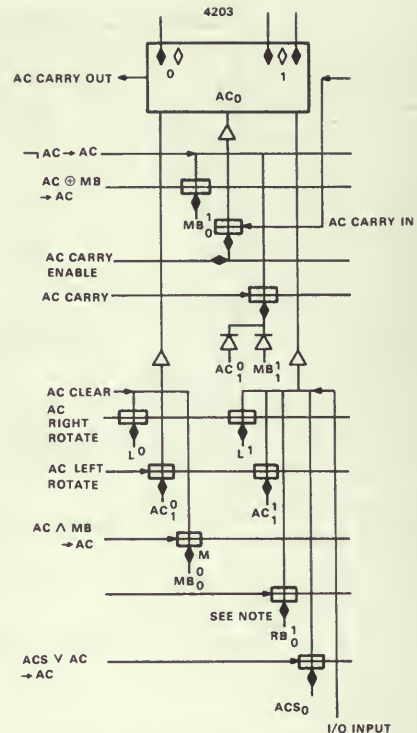 4203
0
1
AC CARRY OUT
AC0
¬ AC → AC
AC ⊕ MB
→ AC
MB 1 0
AC CARRY IN
AC CARRY
ENABLE
AC CARRY
AC 0 1
MB 1 1
AC CLEAR
AC
RIGHT
ROTATE
L0
L1
AC LEFT
ROTATE
AC 0 1
AC 1 1
AC ∧ MB
→ AC
M
MB 0 0
SEE NOTE
RB 1 0
ACS ∨ AC
→ AC
ACS0
I/O INPUT